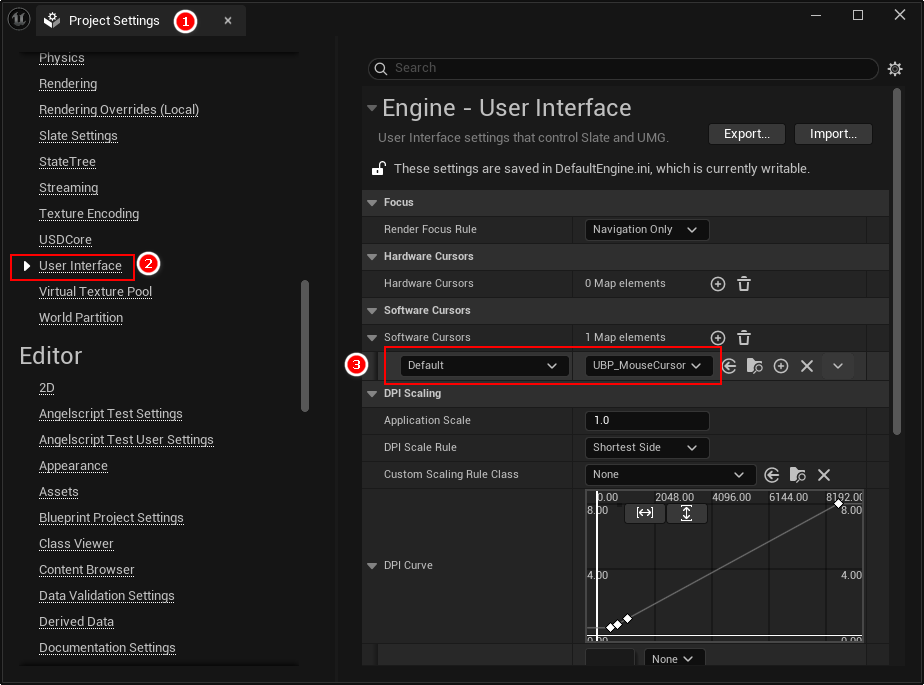 Project Settings
1
Physics
Rendering
Rendering Overrides (Local)
Slate Settings
StateTree
Streaming
Texture Encoding
USDCore
User Interface
2
Virtual Texture Pool
World Partition
Editor
2D
Angelscript Test Settings
Angelscript Test User Settings
Appearance
Assets
Blueprint Project Settings
Class Viewer
Content Browser
Data Validation Settings
Derived Data
Documentation Settings
Search
Engine - User Interface
User Interface settings that control Slate and UMG.
Export...
Import...
These settings are saved in DefaultEngine.ini, which is currently writable.
Focus
Render Focus Rule
Navigation Only
Hardware Cursors
Hardware Cursors
0 Map elements
Software Cursors
Software Cursors
1 Map elements
3
Default
UBP_MouseCursor
DPI Scaling
Application Scale
1.0
DPI Scale Rule
Shortest Side
Custom Scaling Rule Class
None
0.00 2048.00 4096.00 6144.00 8192.00
8.00 8.00
DPI Curve
4.00 4.00
0.00 0.00
None